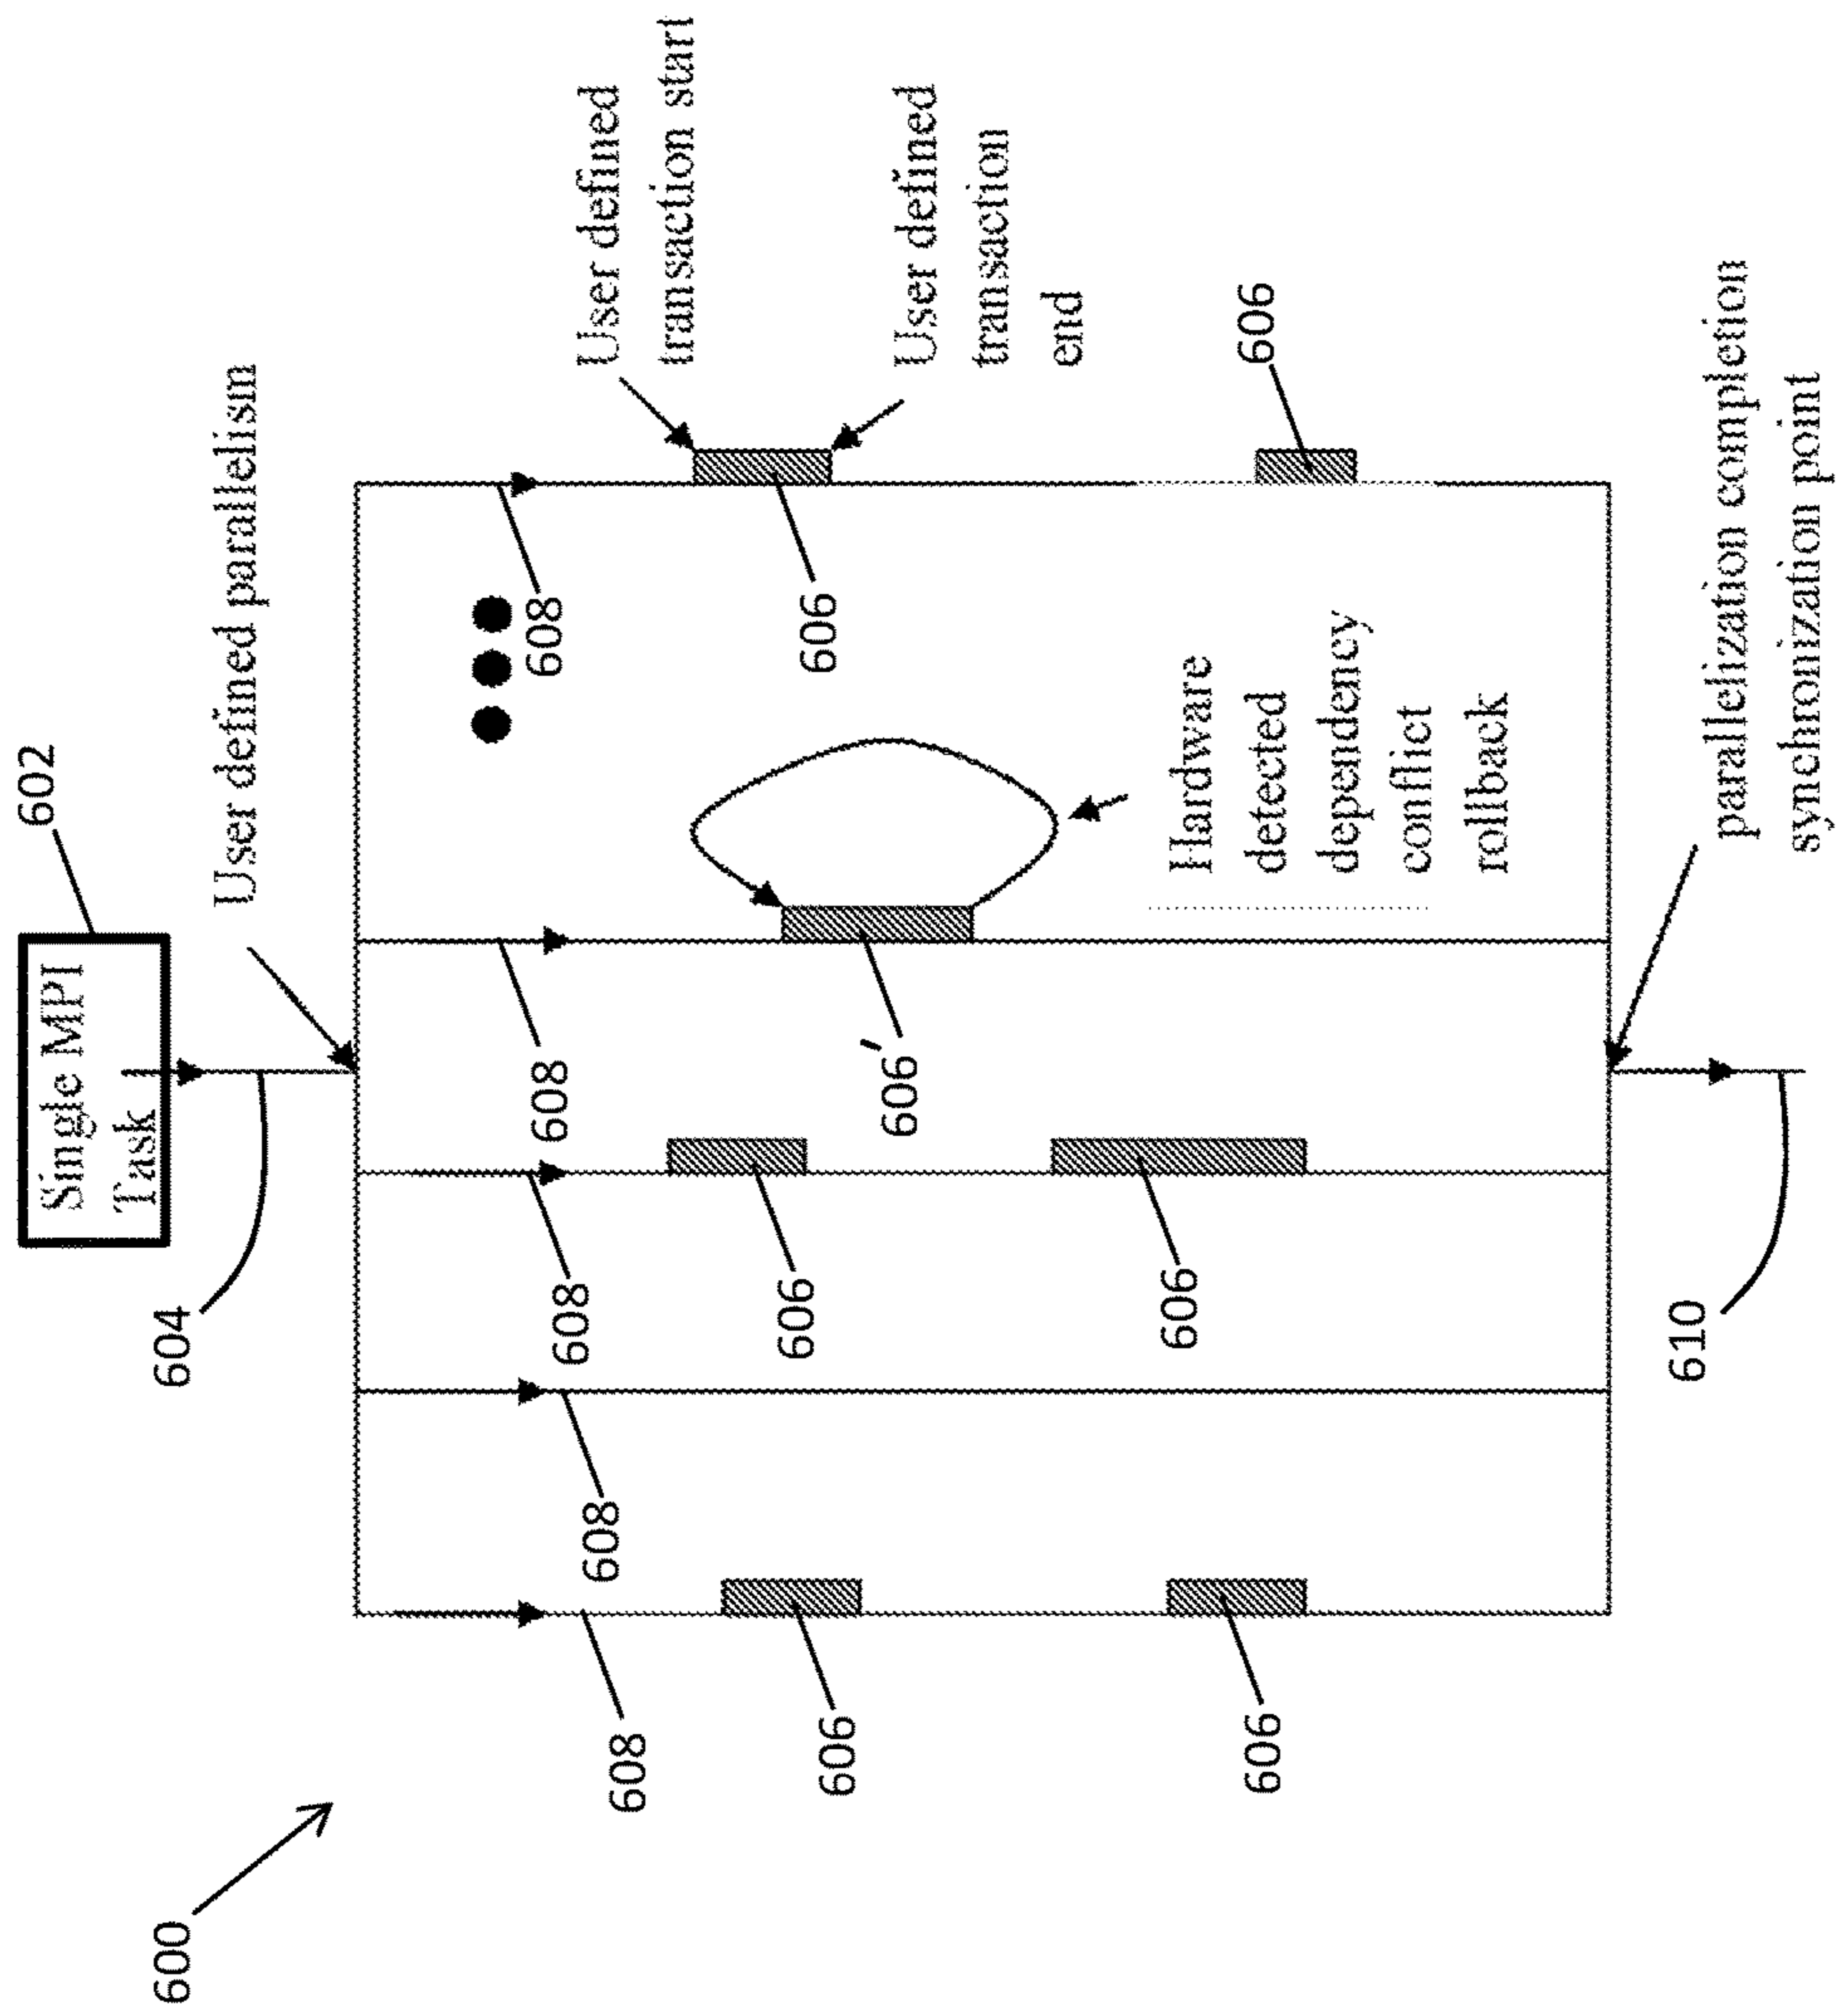 600
602
Single MPI
Task
604
User defined parallelism
608
608
608
608
608
User defined
transaction start
User defined
transaction
end
606
606
606
606'
606
606
606
Hardware
detected
dependency
conflict
rollback
parallelization completion
synchronization point
610